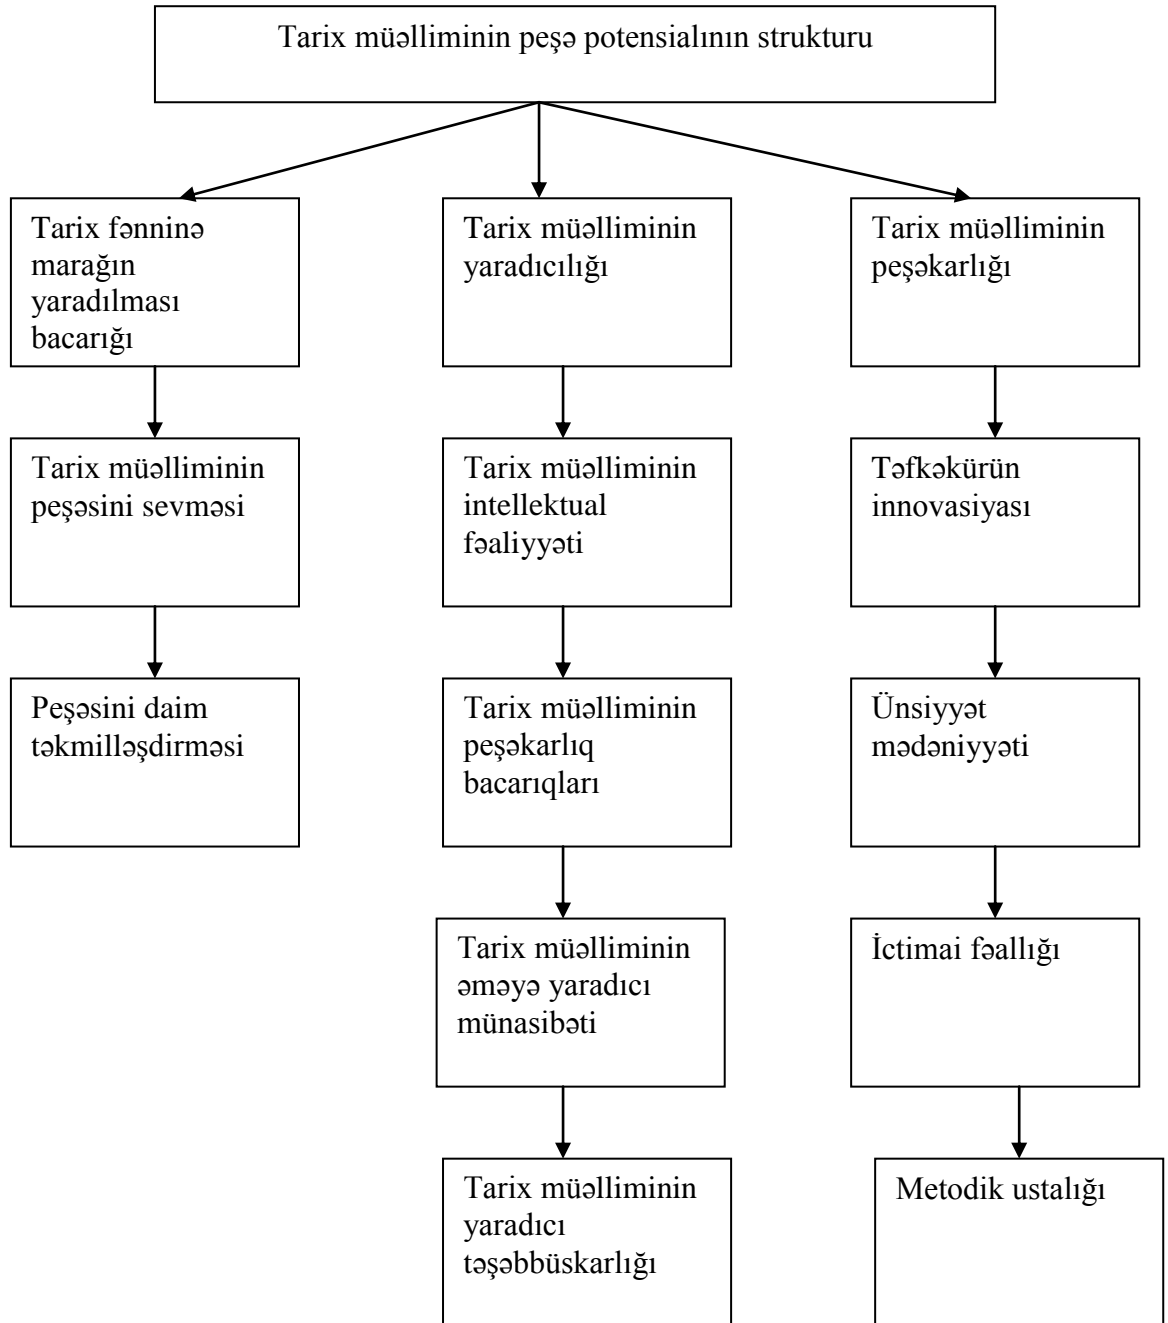 Tarix müəlliminin peşə potensialının strukturu
Tarix fənninə
marağın
yaradılması
bacarığı
Tarix müəlliminin
yaradıcılığı
Tarix müəlliminin
peşəkarlığı
Tarix müəlliminin
peşəsini sevməsi
Tarix müəlliminin
intellektual
fəaliyyəti
Təfkəkürün
innovasiyası
Peşəsini daim
təkmilləşdirməsi
Tarix müəlliminin
peşəkarlıq
bacarıqları
Ünsiyyət
mədəniyyəti
Tarix müəlliminin
əməyə yaradıcı
münasibəti
İctimai fəallığı
Tarix müəlliminin
yaradıcı
təşəbbüskarlığı
Metodik ustalığı